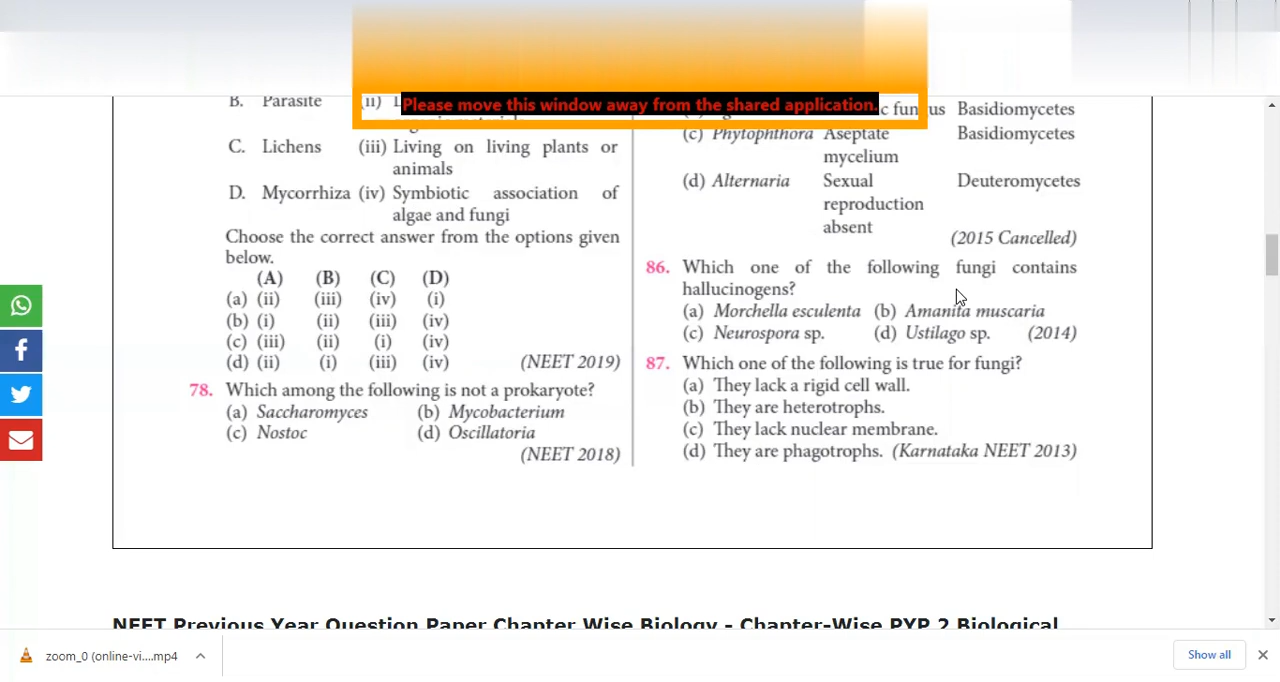 Please move this window away from the shared application.
B. Parasite (ii)
C. Lichens (iii) Living on living plants or
animals
D. Mycorrhiza (iv) Symbiotic association of
algae and fungi
Choose the correct answer from the options given
below.
(A) (B) (C) (D)
(a) (ii) (iii) (iv) (i)
(b) (i) (ii) (iii) (iv)
(c) (iii) (ii) (i) (iv)
(d) (ii) (i) (iii) (iv) (NEET 2019)
78. Which among the following is not a prokaryote?
(a) Saccharomyces (b) Mycobacterium
(c) Nostoc (d) Oscillatoria
(NEET 2018)
c fungus Basidiomycetes
(c) Phytophthora Aseptate Basidiomycetes
mycelium
(d) Alternaria Sexual Deuteromycetes
reproduction
absent
(2015 Cancelled)
86. Which one of the following fungi contains
hallucinogens?
(a) Morchella esculenta (b) Amanita muscaria
(c) Neurospora sp. (d) Ustilago sp. (2014)
87. Which one of the following is true for fungi?
(a) They lack a rigid cell wall.
(b) They are heterotrophs.
(c) They lack nuclear membrane.
(d) They are phagotrophs. (Karnataka NEET 2013)
NEET Previous Year Question Paper Chapter Wise Biology - Chapter-Wise PYP 2 Biological
zoom_0 (online-vi....mp4
Show all